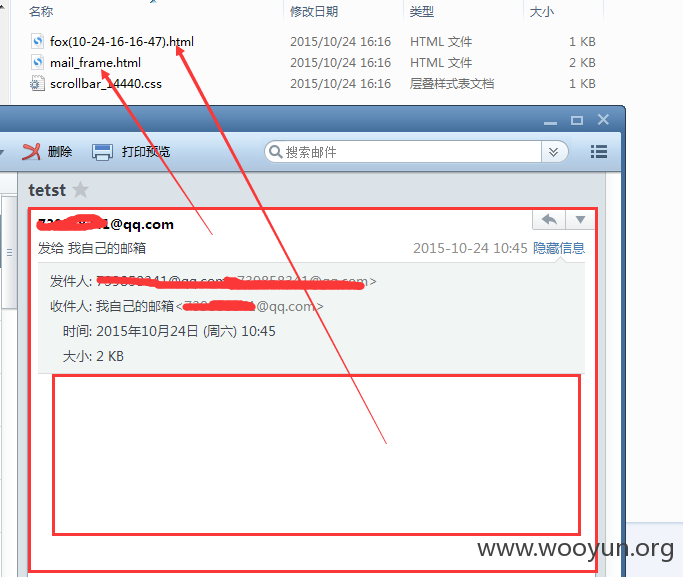 名称 修改日期 类型 大小
fox(10-24-16-16-47).html 2015/10/24 16:16 HTML 文件 1 KB
mail_frame.html 2015/10/24 16:16 HTML 文件 2 KB
scrollbar_14440.css 2015/10/24 16:16 层叠样式表文档 1 KB
删除 打印预览 搜索邮件
tetst
1@qq.com
发给 我自己的邮箱 2015-10-24 10:45 隐藏信息
发件人: @qq.com >
收件人: 我自己的邮箱< @qq.com>
时间: 2015年10月24日 (周六) 10:45
大小: 2 KB
www.wooyun.org